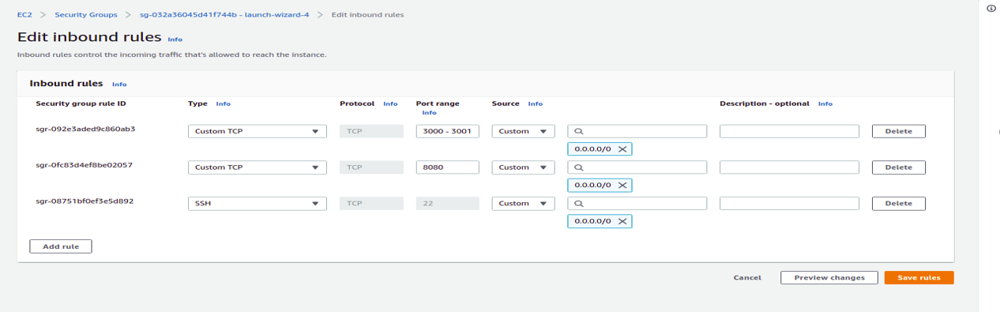 EC2 > Security Groups > sg-032a36045d41f744b - launch-wizard-4 > Edit inbound rules
Edit inbound rules Info
Inbound rules control the incoming traffic that's allowed to reach the instance.
Inbound rules Info
Security group rule ID Type Info Protocol Info Port range Info Source Info Description - optional Info
sgr-092e3aded9c860ab3 Custom TCP TCP 3000 - 3001 Custom Delete
0.0.0.0/0
sgr-0fc83d4ef8be02057 Custom TCP TCP 8080 Custom Delete
0.0.0.0/0
sgr-08751bf0ef3e5d892 SSH TCP 22 Custom Delete
0.0.0.0/0
Add rule
Cancel Preview changes Save rules